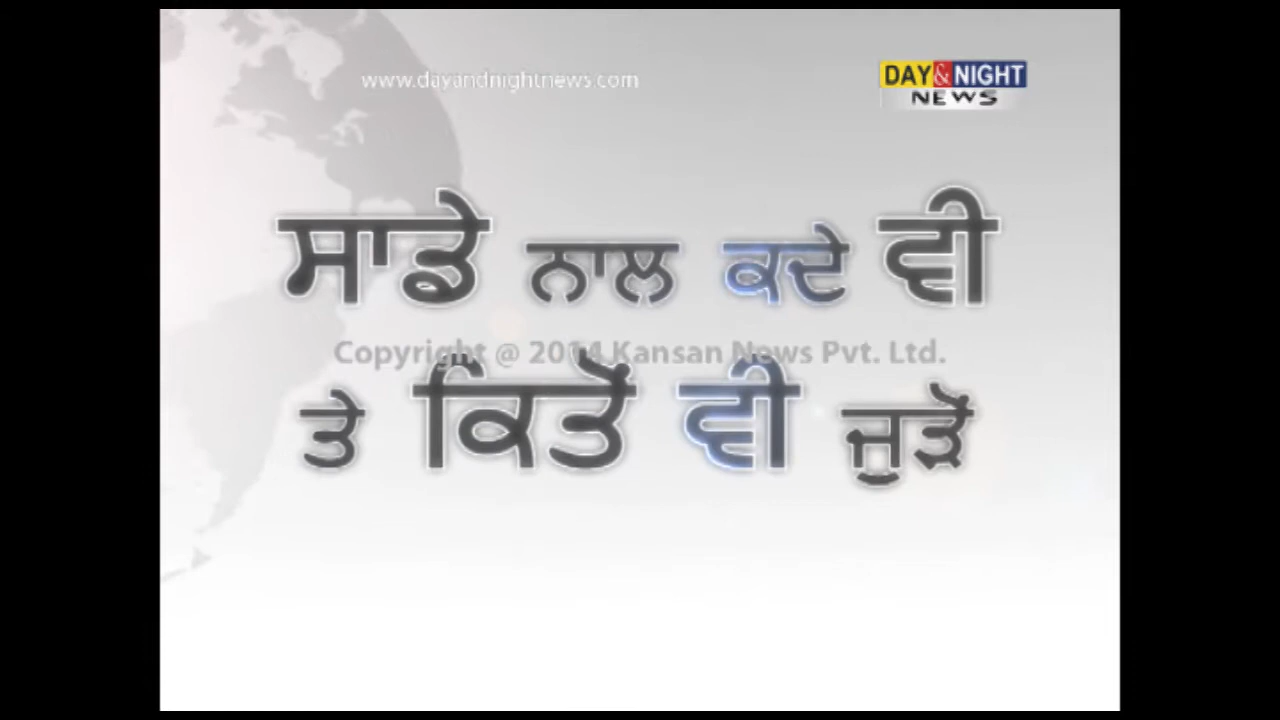 www.dayandnightnews.com
DAY&NIGHT
NEWS
ਸਾਡੇ ਨਾਲ ਕਦੇ ਵੀ
Copyright @ 2014 Kansan News Pvt. Ltd.
ਤੇ ਕਿਤੋਂ ਵੀ ਜੁੜੋਂ